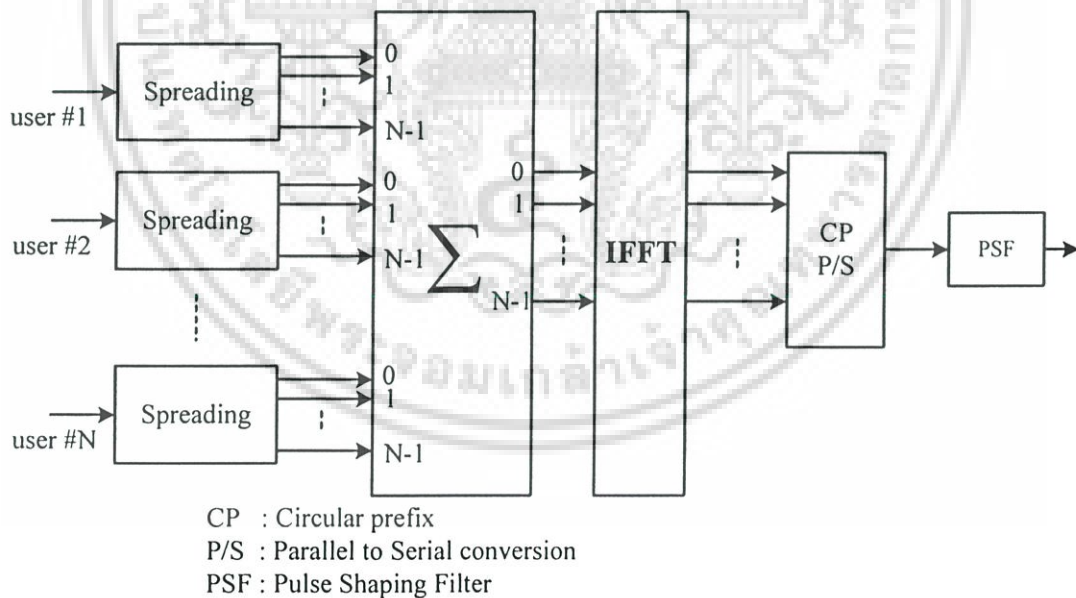 user #1
Spreading
0
1
N-1
user #2
Spreading
0
1
N-1
user #N
Spreading
0
1
N-1
∑
0
1
N-1
IFFT
CP
P/S
PSF
CP : Circular prefix
P/S : Parallel to Serial conversion
PSF : Pulse Shaping Filter